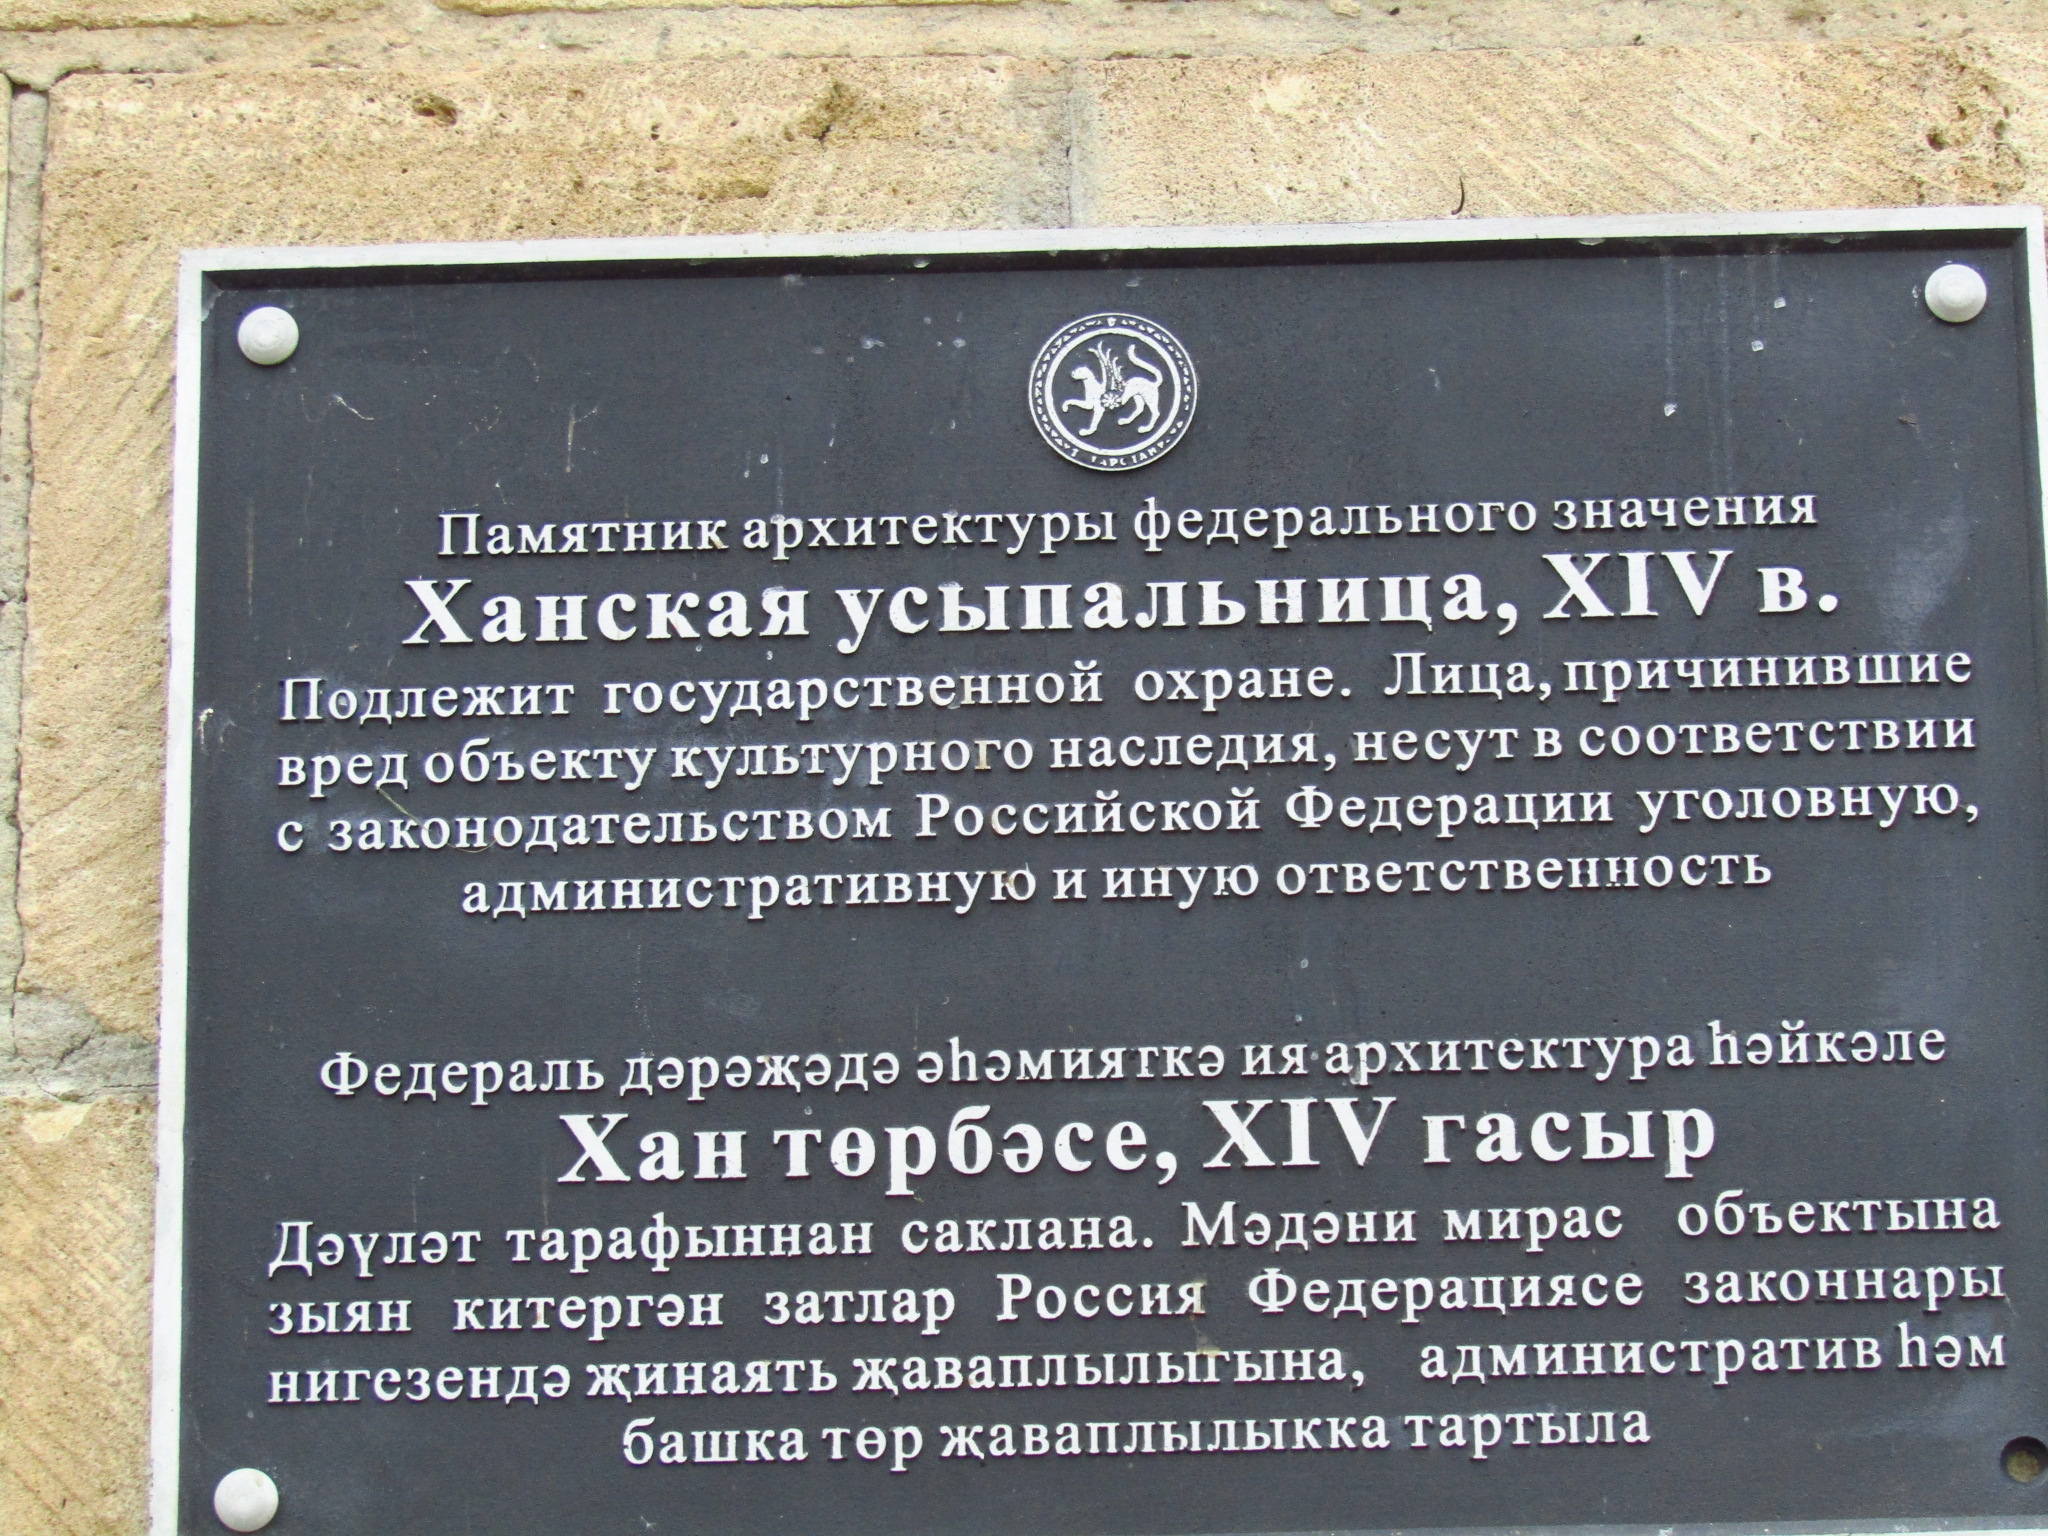 Памятник архитектуры федерального значения
Ханская усыпальница, XIV в.
Подлежит государственной охране. Лица, причинившие
вред объекту культурного наследия, несут в соответствии
с законодательством Российской Федерации уголовную,
административную и иную ответственность
Федераль дәрәҗәдә әһәмияткә ия архитектура һәйкәле
Хан төрбәсе, XIV гасыр
Дәүләт тарафыннан саклана. Мәдәни мирас объектына
зыян китергән затлар Россия Федерациясе законнары
нигезендә җинаять җаваплылыгына, административ һәм
башка төр җаваплылыкка тартыла